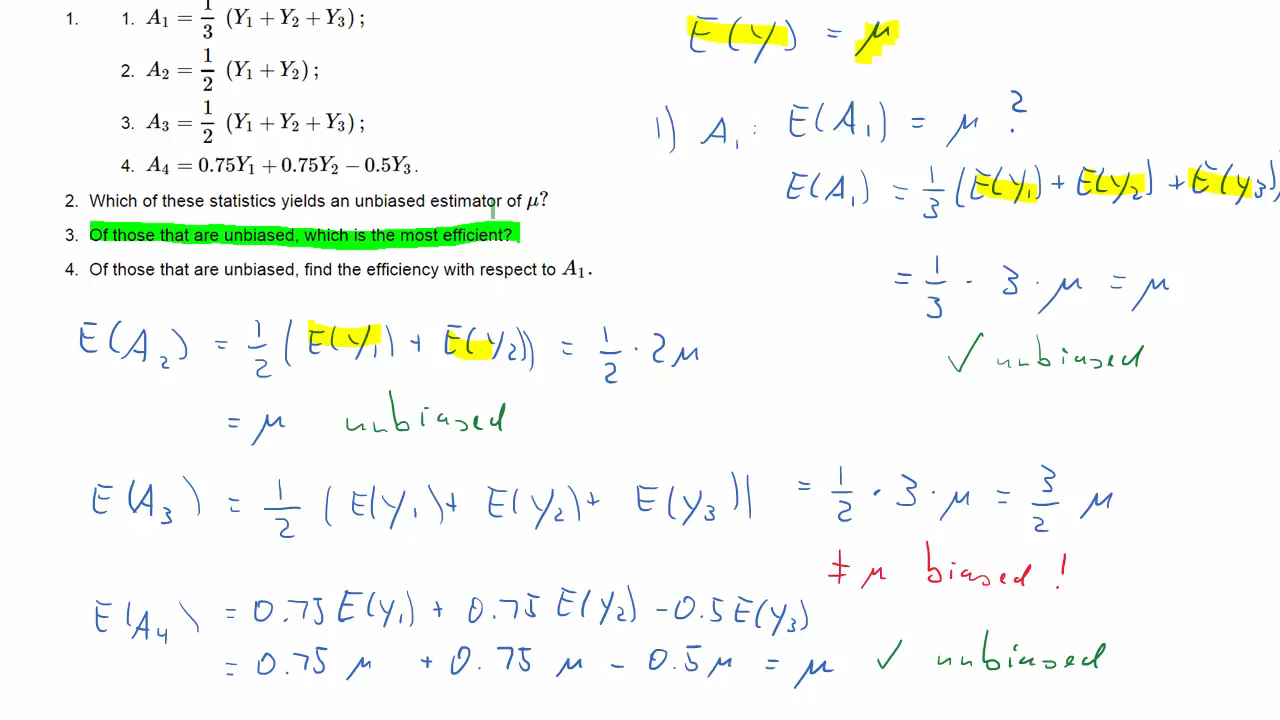 1. 1. A₁ = 1/3 (Y₁ + Y₂ + Y₃) ;
2. A₂ = 1/2 (Y₁ + Y₂) ;
3. A₃ = 1/2 (Y₁ + Y₂ + Y₃) ;
4. A₄ = 0.75Y₁ + 0.75Y₂ − 0.5Y₃ .
2. Which of these statistics yields an unbiased estimator of μ?
3. Of those that are unbiased, which is the most efficient?
4. Of those that are unbiased, find the efficiency with respect to A₁.
E(Y) = μ
1) A₁ : E(A₁) = μ ?
E(A₁) = 1/3 (E(Y₁) + E(Y₂) + E(Y₃)
= 1/3 · 3 · μ = μ
✓ unbiased
E(A₂) = 1/2 (E(Y₁) + E(Y₂)) = 1/2 · 2μ
= μ unbiased
E(A₃) = 1/2 (E(Y₁) + E(Y₂) + E(Y₃)) = 1/2 · 3 · μ = 3/2 μ
≠ μ biased !
E(A₄) = 0.75 E(Y₁) + 0.75 E(Y₂) − 0.5 E(Y₃)
= 0.75 μ + 0.75 μ − 0.5 μ = μ ✓ unbiased